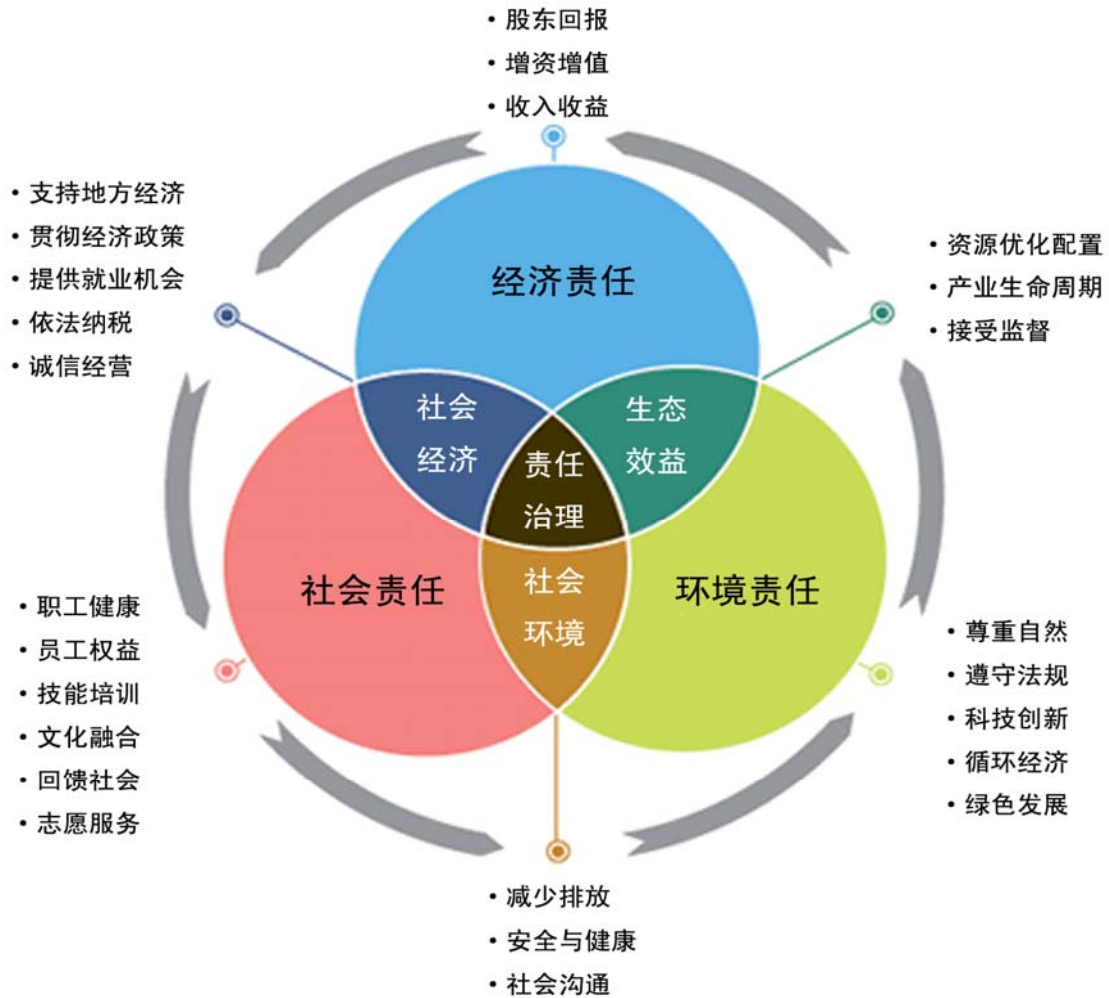 • 股东回报
• 增资增值
• 收入收益
• 支持地方经济
• 贯彻经济政策
• 提供就业机会
• 依法纳税
• 诚信经营
• 资源优化配置
• 产业生命周期
• 接受监督
经济责任
社会
经济
生态
效益
责任
治理
社会责任
社会
环境
环境责任
• 职工健康
• 员工权益
• 技能培训
• 文化融合
• 回馈社会
• 志愿服务
• 尊重自然
• 遵守法规
• 科技创新
• 循环经济
• 绿色发展
• 减少排放
• 安全与健康
• 社会沟通